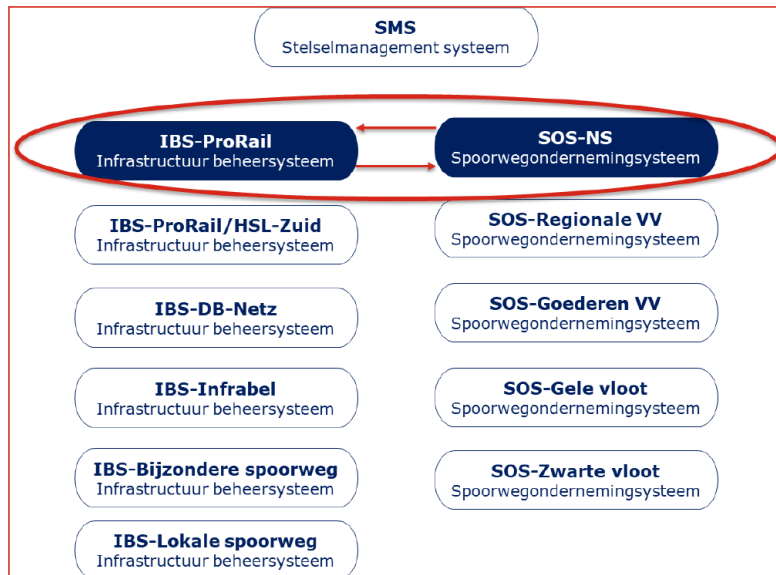 SMS
Stelselmanagement systeem
IBS-ProRail
Infrastructuur beheersysteem
SOS-NS
Spoorwegondernemingsysteem
IBS-ProRail/HSL-Zuid
Infrastructuur beheersysteem
SOS-Regionale VV
Spoorwegondernemingsysteem
IBS-DB-Netz
Infrastructuur beheersysteem
SOS-Goederen VV
Spoorwegondernemingsysteem
IBS-Infrabel
Infrastructuur beheersysteem
SOS-Gele vloot
Spoorwegondernemingsysteem
IBS-Bijzondere spoorweg
Infrastructuur beheersysteem
SOS-Zwarte vloot
Spoorwegondernemingsysteem
IBS-Lokale spoorweg
Infrastructuur beheersysteem